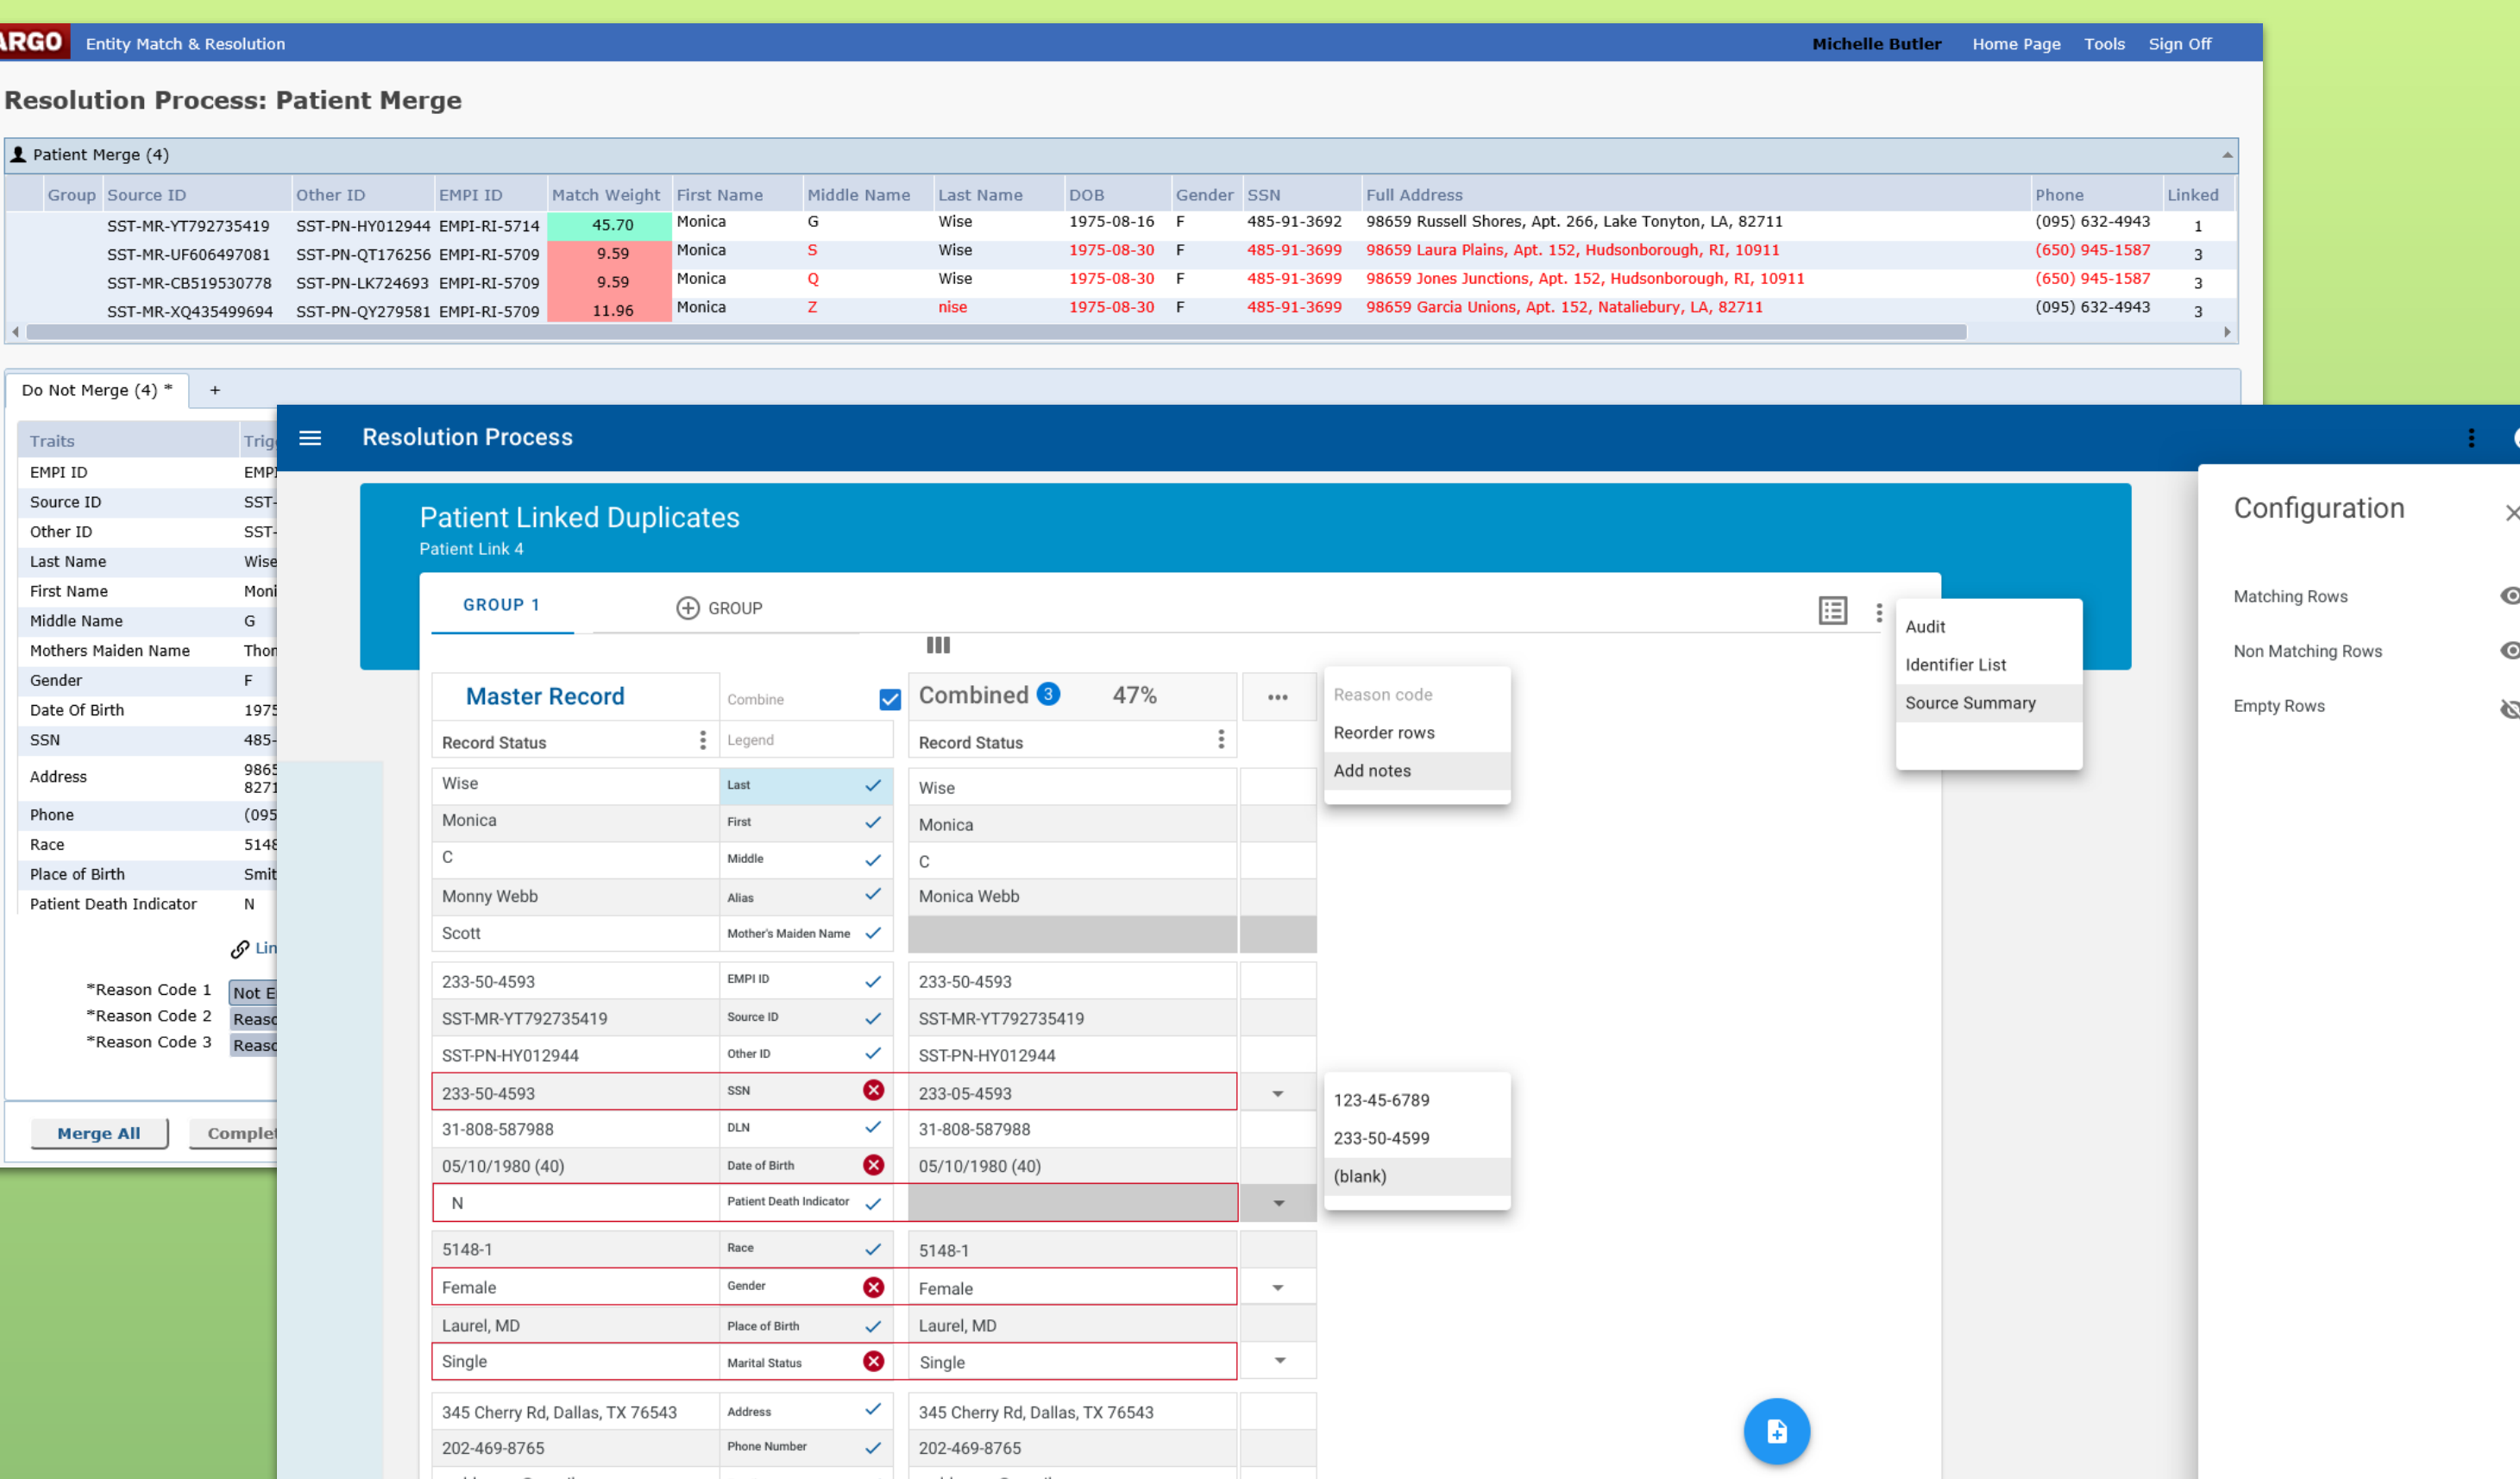 ARGO Entity Match & Resolution Michelle Butler Home Page Tools Sign Off
Resolution Process: Patient Merge
Patient Merge (4)
Group Source ID Other ID EMPI ID Match Weight First Name Middle Name Last Name DOB Gender SSN Full Address Phone Linked
SST-MR-YT792735419 SST-PN-HY012944 EMPI-RI-5714 45.70 Monica G Wise 1975-08-16 F 485-91-3692 98659 Russell Shores, Apt. 266, Lake Tonyton, LA, 82711 (095) 632-4943 1
SST-MR-UF606497081 SST-PN-QT176256 EMPI-RI-5709 9.59 Monica S Wise 1975-08-30 F 485-91-3699 98659 Laura Plains, Apt. 152, Hudsonborough, RI, 10911 (650) 945-1587 3
SST-MR-CB519530778 SST-PN-LK724693 EMPI-RI-5709 9.59 Monica Q Wise 1975-08-30 F 485-91-3699 98659 Jones Junctions, Apt. 152, Hudsonborough, RI, 10911 (650) 945-1587 3
SST-MR-XQ435499694 SST-PN-QY279581 EMPI-RI-5709 11.96 Monica Z nise 1975-08-30 F 485-91-3699 98659 Garcia Unions, Apt. 152, Nataliebury, LA, 82711 (095) 632-4943 3
Do Not Merge (4) * +
Traits Trig
EMPI ID EMPI
Source ID SST-
Other ID SST-
Last Name Wise
First Name Moni
Middle Name G
Mothers Maiden Name Thor
Gender F
Date Of Birth 1975
SSN 485-
Address 9865
8271
Phone (095
Race 5148
Place of Birth Smit
Patient Death Indicator N
Lin
*Reason Code 1 Not E
*Reason Code 2 Reaso
*Reason Code 3 Reaso
Merge All Complet
Resolution Process
Patient Linked Duplicates
Patient Link 4
GROUP 1 GROUP
Master Record Combine Combined 3 47% •••
Record Status Legend Record Status
Wise Last Wise
Monica First Monica
C Middle C
Monny Webb Alias Monica Webb
Scott Mother's Maiden Name
233-50-4593 EMPI ID 233-50-4593
SST-MR-YT792735419 Source ID SST-MR-YT792735419
SST-PN-HY012944 Other ID SST-PN-HY012944
233-50-4593 SSN 233-05-4593
31-808-587988 DLN 31-808-587988
05/10/1980 (40) Date of Birth 05/10/1980 (40)
N Patient Death Indicator
5148-1 Race 5148-1
Female Gender Female
Laurel, MD Place of Birth Laurel, MD
Single Marital Status Single
345 Cherry Rd, Dallas, TX 76543 Address 345 Cherry Rd, Dallas, TX 76543
202-469-8765 Phone Number 202-469-8765
Reason code
Reorder rows
Add notes
123-45-6789
233-50-4599
(blank)
Audit
Identifier List
Source Summary
Configuration
Matching Rows
Non Matching Rows
Empty Rows